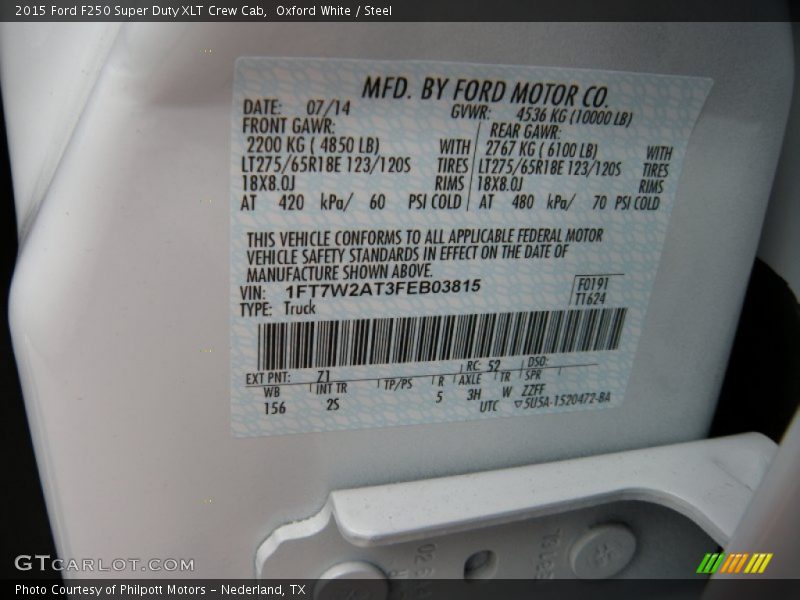 2015 Ford F250 Super Duty XLT Crew Cab,  Oxford White / Steel
MFD. BY FORD MOTOR CO.
DATE: 07/14 GVWR: 4536 KG (10000 LB)
FRONT GAWR: REAR GAWR:
2200 KG ( 4850 LB) WITH 2767 KG ( 6100 LB) WITH
LT275/65R18E 123/120S TIRES LT275/65R18E 123/120S TIRES
18X8.0J RIMS 18X8.0J RIMS
AT 420 kPa/ 60 PSI COLD AT 480 kPa/ 70 PSI COLD
THIS VEHICLE CONFORMS TO ALL APPLICABLE FEDERAL MOTOR
VEHICLE SAFETY STANDARDS IN EFFECT ON THE DATE OF
MANUFACTURE SHOWN ABOVE.
VIN: 1FT7W2AT3FEB03815 F0191
TYPE: Truck T1624
EXT PNT: Z1 RC: 52 DSO:
WB INT TR TP/PS R AXLE TR SPR
156 2S 5 3H W ZZFF
UTC ▽5U5A-1520472-BA
GTCARLOT.COM
Photo Courtesy of Philpott Motors - Nederland, TX